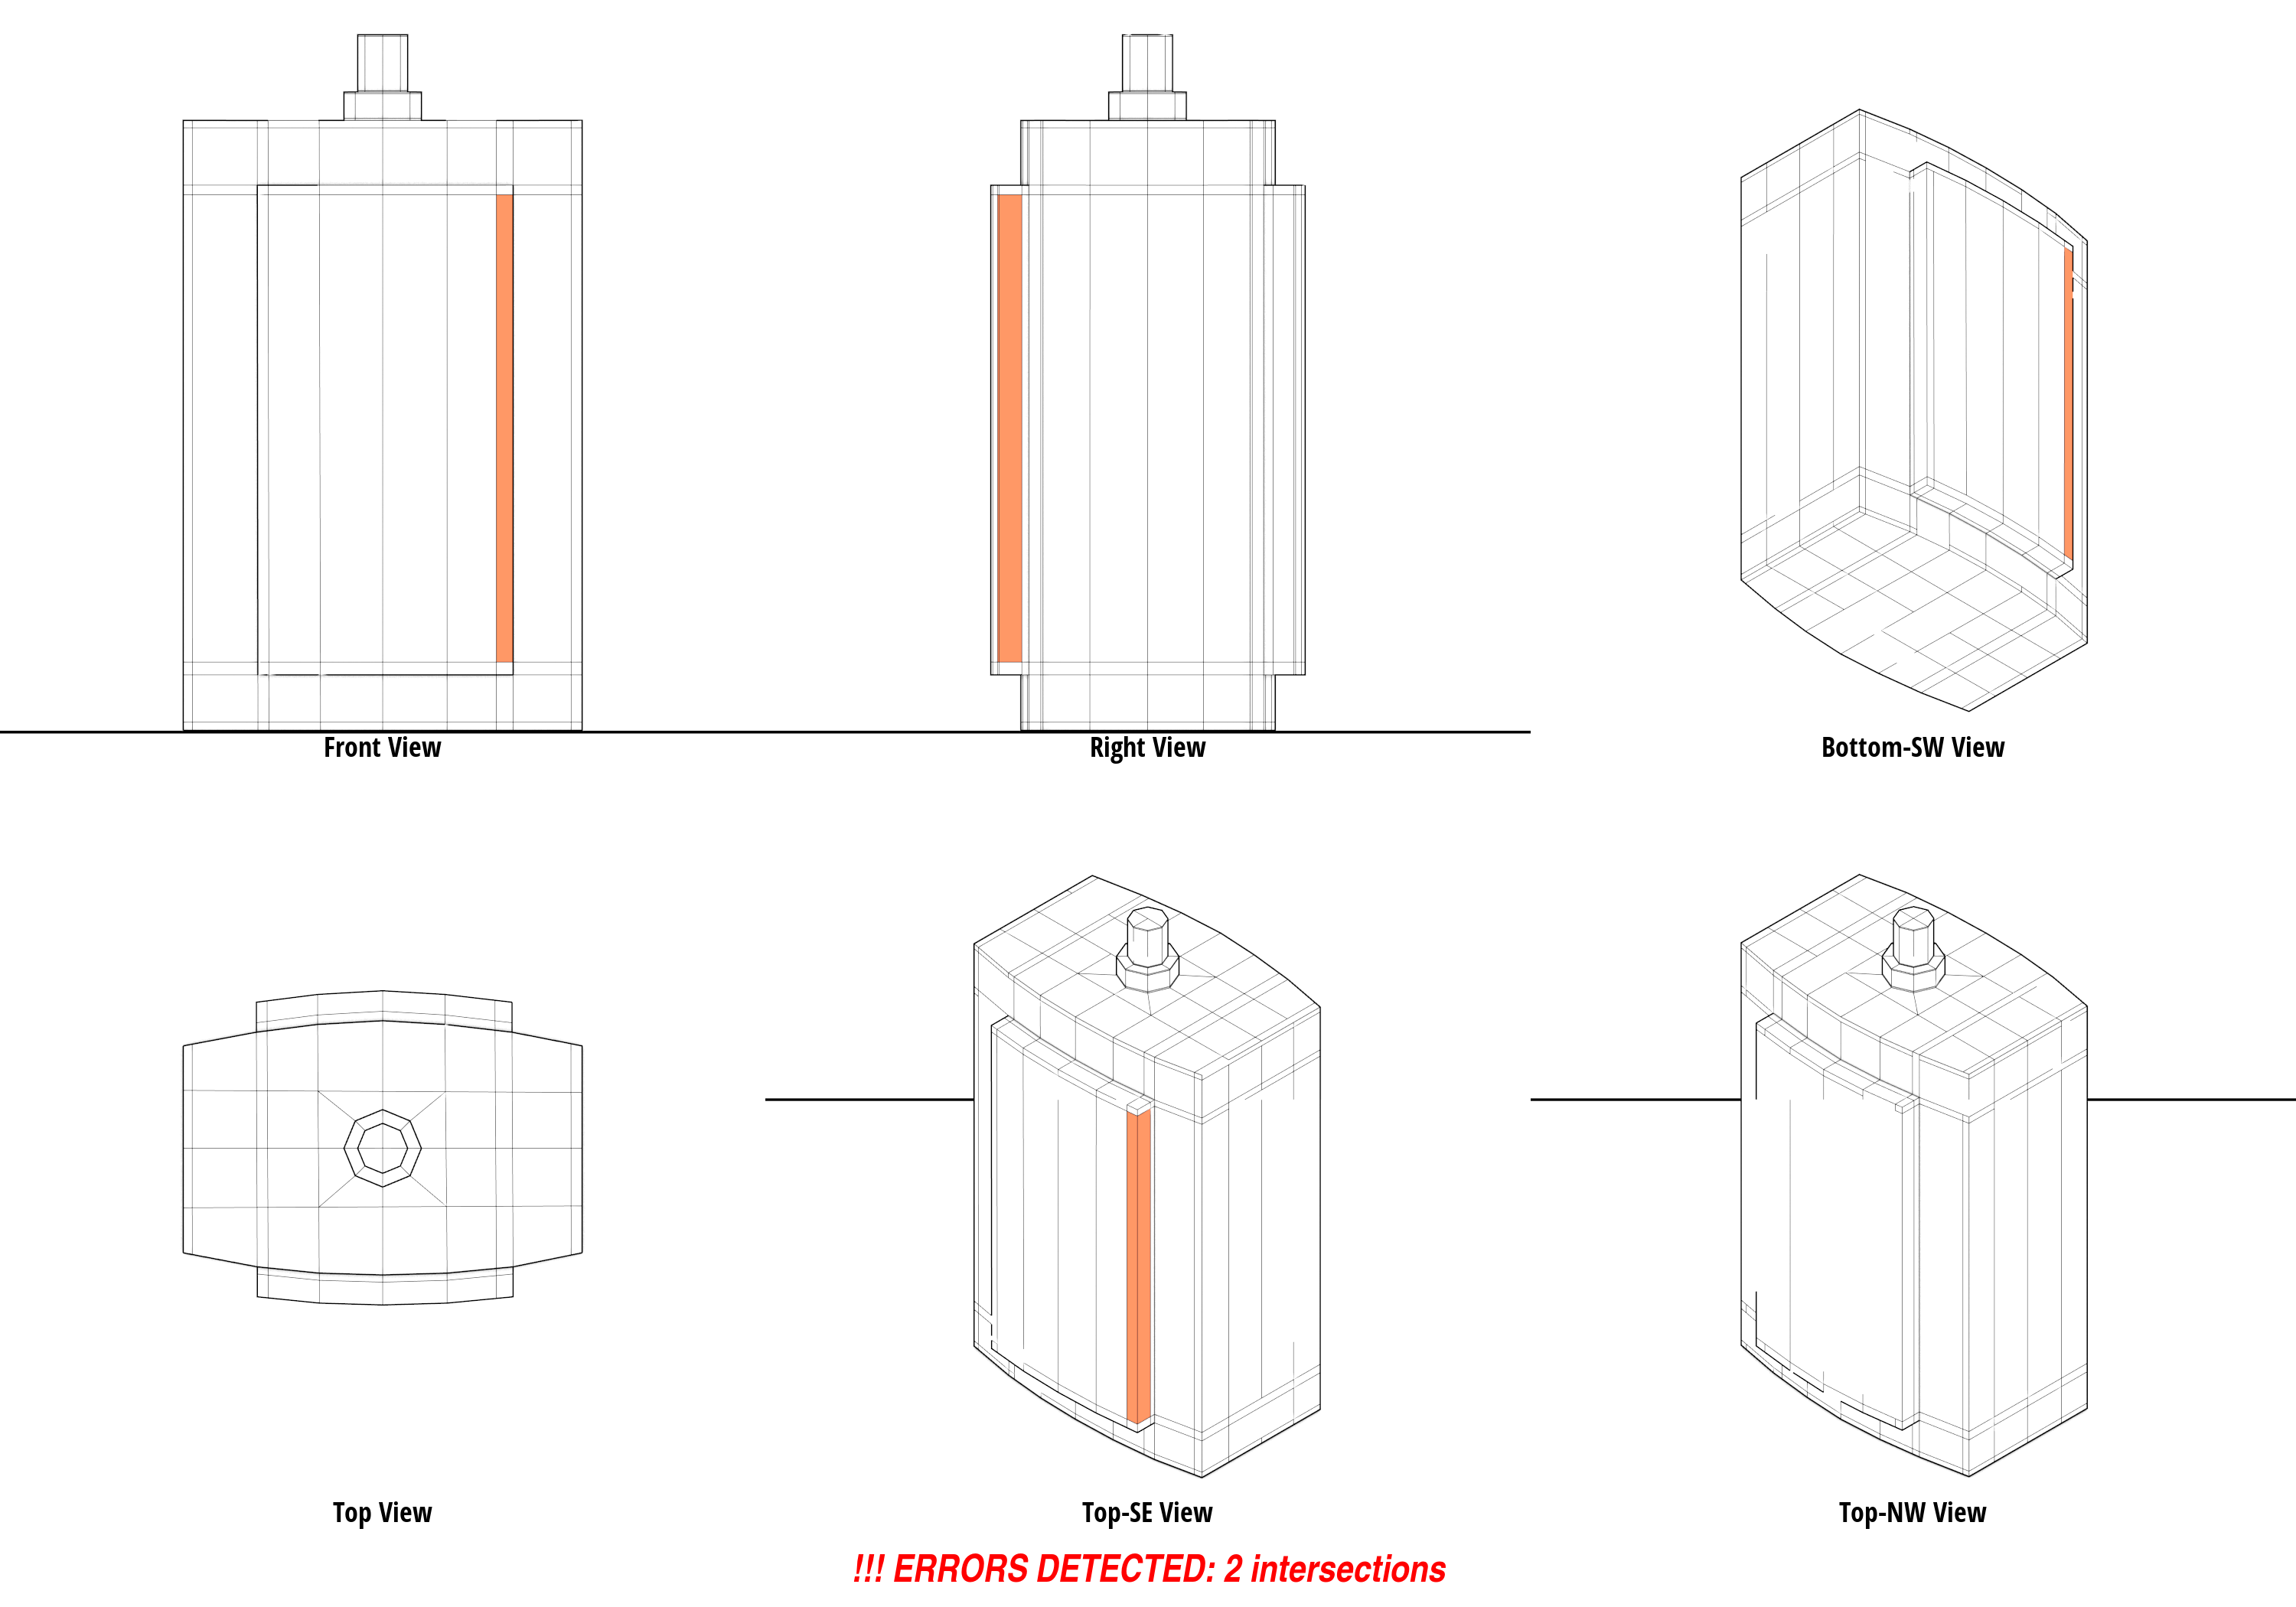 Front View
Right View
Bottom-SW View
Top View
Top-SE View
Top-NW View
!!! ERRORS DETECTED: 2 intersections